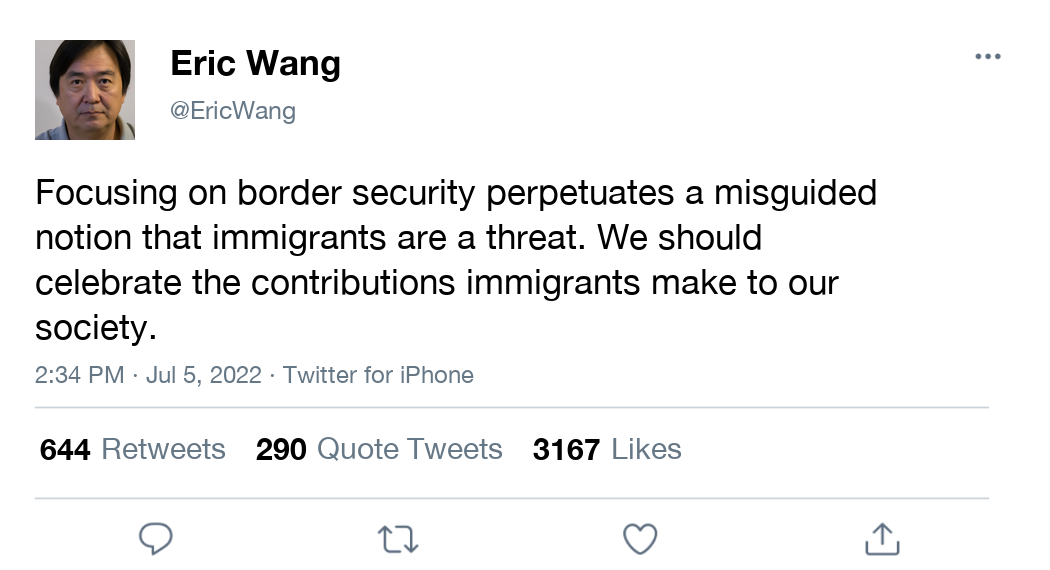 Eric Wang
@EricWang
Focusing on border security perpetuates a misguided
notion that immigrants are a threat. We should
celebrate the contributions immigrants make to our
society.
2:34 PM · Jul 5, 2022 · Twitter for iPhone
644 Retweets 290 Quote Tweets 3167 Likes